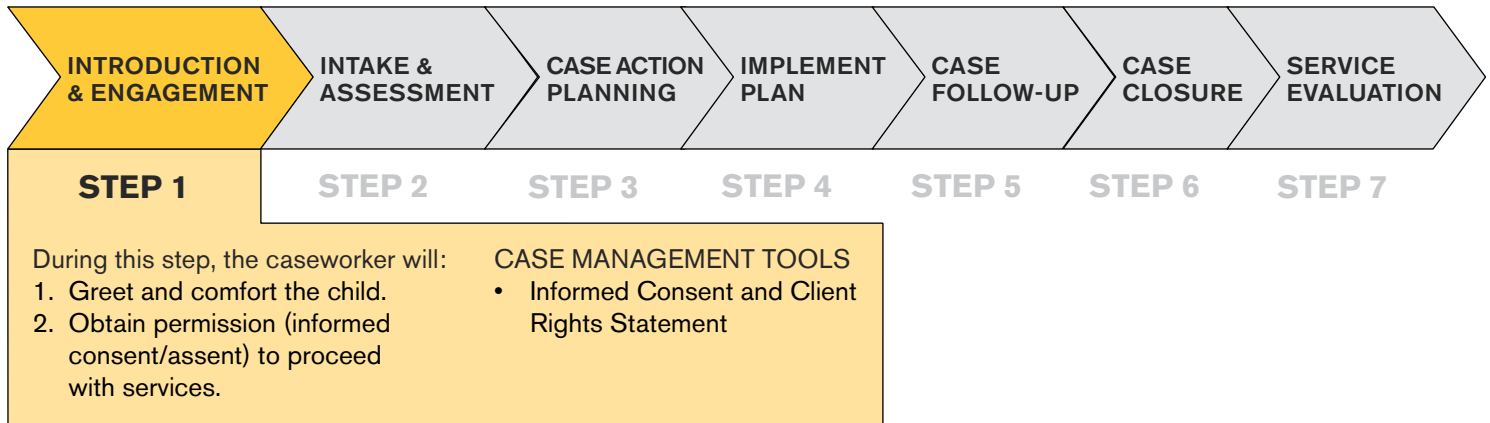 INTRODUCTION
& ENGAGEMENT
INTAKE &
ASSESSMENT
CASE ACTION
PLANNING
IMPLEMENT
PLAN
CASE
FOLLOW-UP
CASE
CLOSURE
SERVICE
EVALUATION
STEP 1
STEP 2
STEP 3
STEP 4
STEP 5
STEP 6
STEP 7
During this step, the caseworker will:
1. Greet and comfort the child.
2. Obtain permission (informed
consent/assent) to proceed
with services.
CASE MANAGEMENT TOOLS
• Informed Consent and Client
Rights Statement